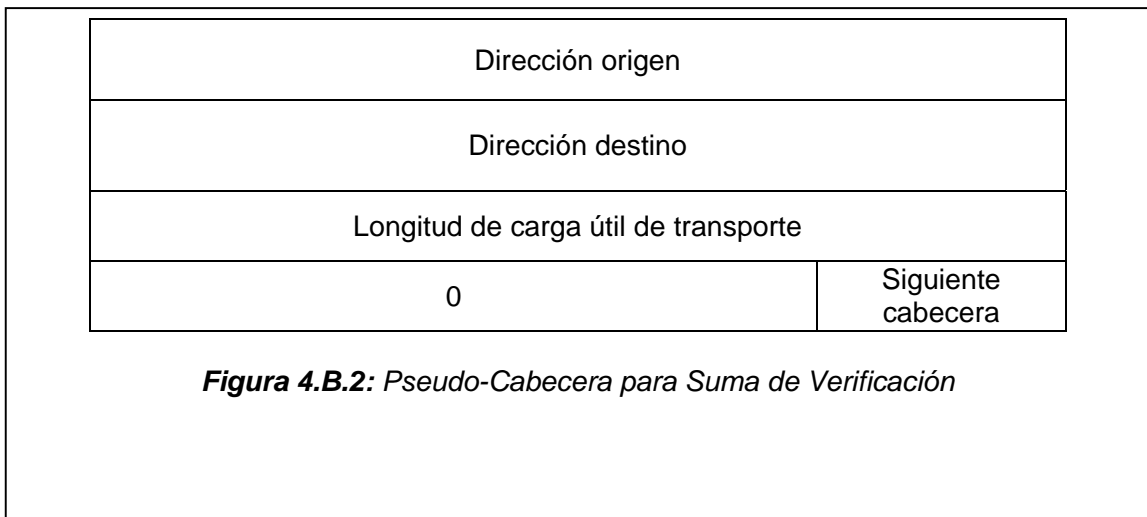 Dirección origen
Dirección destino
Longitud de carga útil de transporte
0
Siguiente
cabecera
Figura 4.B.2: Pseudo-Cabecera para Suma de Verificación